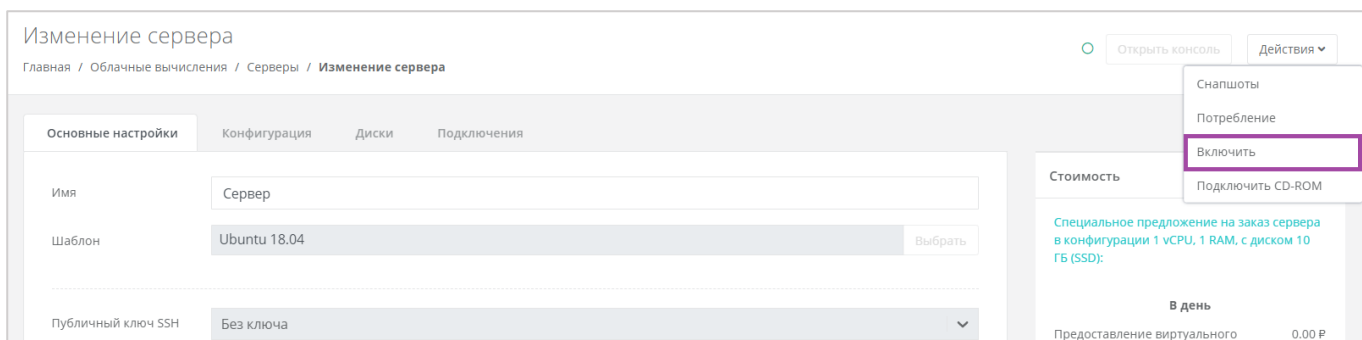 Изменение сервера
Главная / Облачные вычисления / Серверы / Изменение сервера
Открыть консоль
Действия
Снапшоты
Потребление
Включить
Подключить CD-ROM
Основные настройки
Конфигурация
Диски
Подключения
Имя
Сервер
Шаблон
Ubuntu 18.04
Выбрать
Публичный ключ SSH
Без ключа
Стоимость
Специальное предложение на заказ сервера
в конфигурации 1 vCPU, 1 RAM, с диском 10
ГБ (SSD):
В день
Предоставление виртуального
0.00 ₽